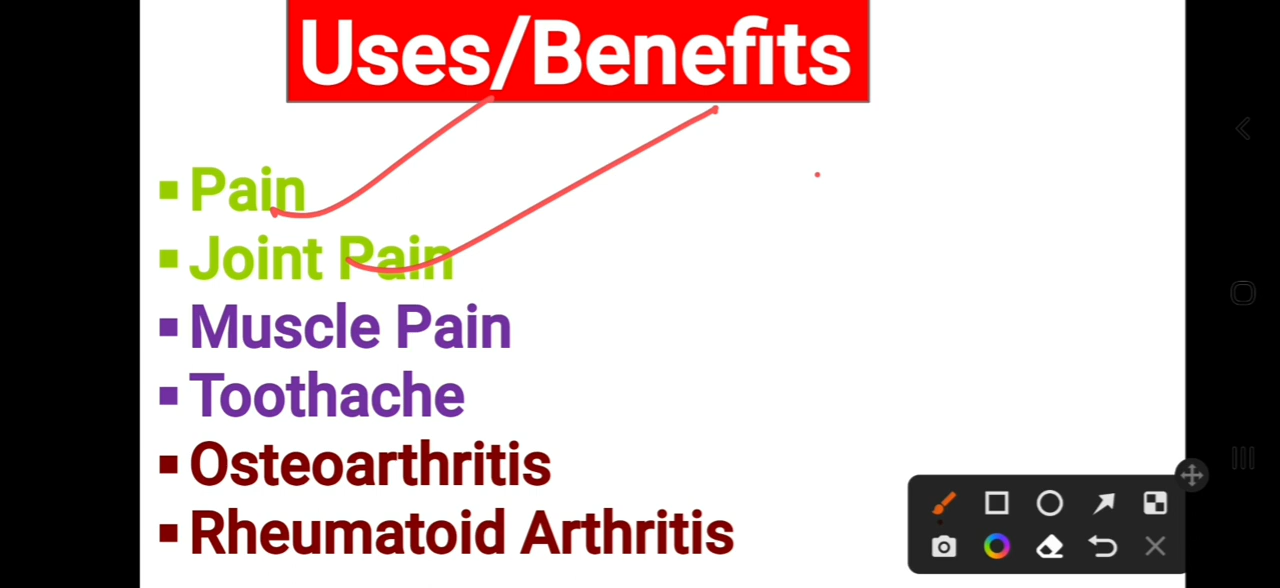 Uses/Benefits
▪ Pain
▪ Joint Pain
▪ Muscle Pain
▪ Toothache
▪ Osteoarthritis
▪ Rheumatoid Arthritis